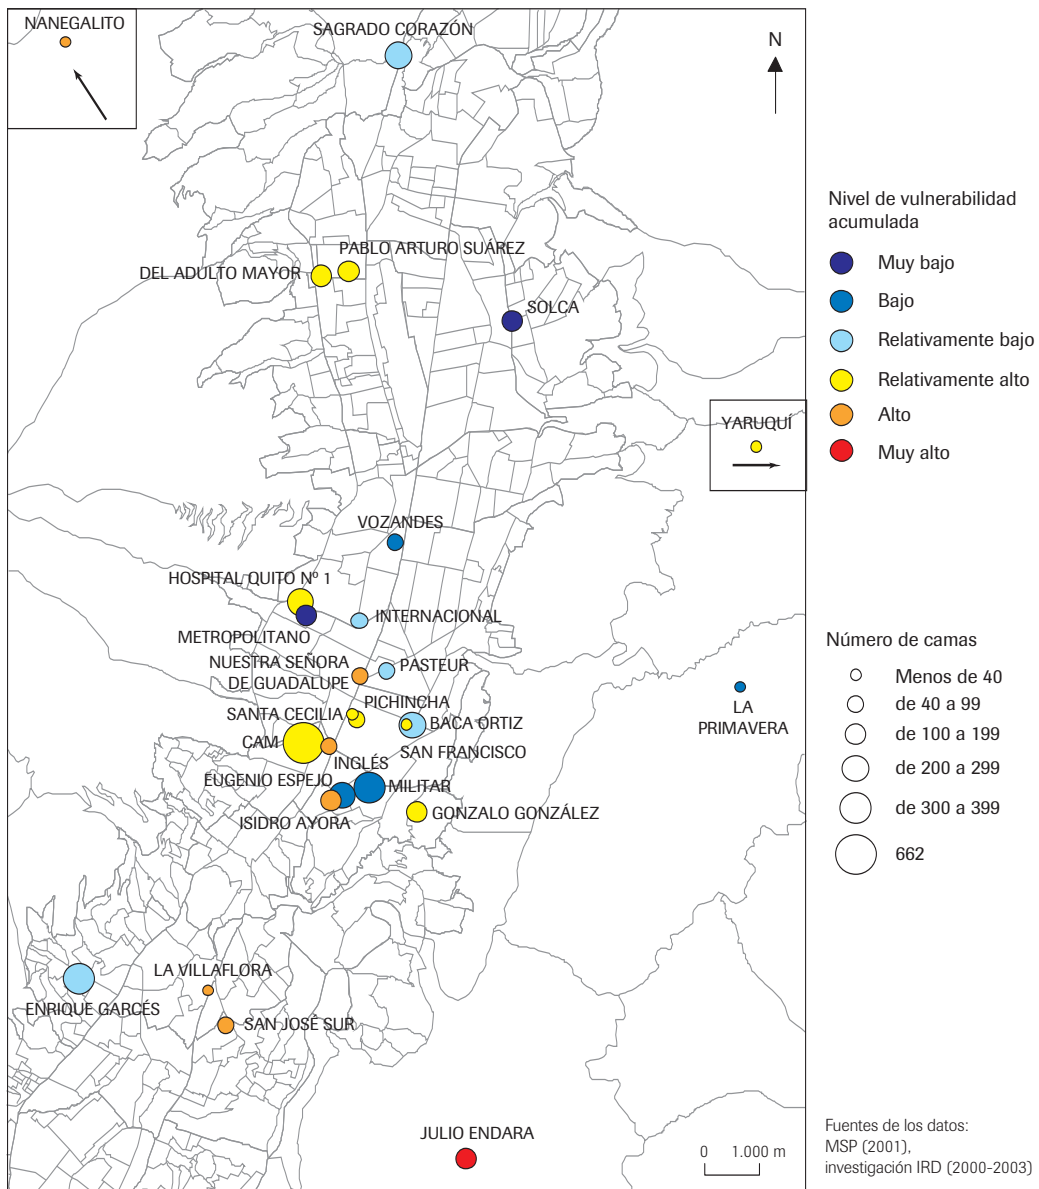 NANEGALITO
SAGRADO CORAZÓN
N
PABLO ARTURO SUÁREZ
DEL ADULTO MAYOR
SOLCA
YARUQUÍ
VOZANDES
HOSPITAL QUITO Nº 1
INTERNACIONAL
METROPOLITANO
NUESTRA SEÑORA
DE GUADALUPE
PASTEUR
PICHINCHA
SANTA CECILIA
BACA ORTIZ
CAM
SAN FRANCISCO
INGLÉS
EUGENIO ESPEJO
MILITAR
ISIDRO AYORA
GONZALO GONZÁLEZ
LA
PRIMAVERA
LA VILLAFLORA
ENRIQUE GARCÉS
SAN JOSÉ SUR
JULIO ENDARA
0 1.000 m
Nivel de vulnerabilidad
acumulada
Muy bajo
Bajo
Relativamente bajo
Relativamente alto
Alto
Muy alto
Número de camas
Menos de 40
de 40 a 99
de 100 a 199
de 200 a 299
de 300 a 399
662
Fuentes de los datos:
MSP (2001),
investigación IRD (2000-2003)